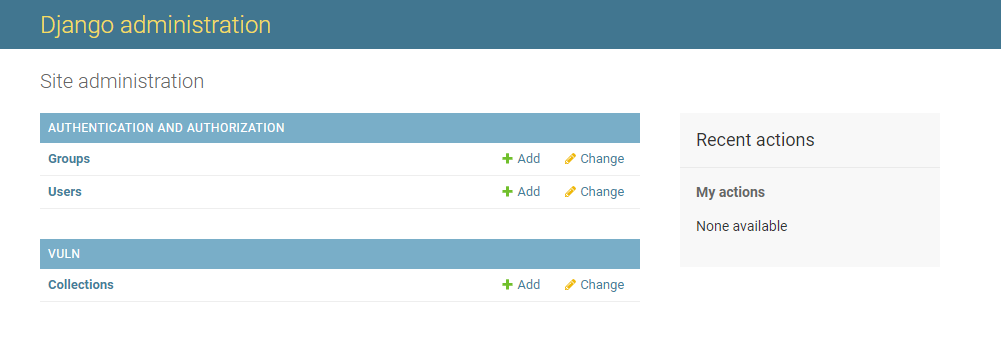 Django administration
Site administration
AUTHENTICATION AND AUTHORIZATION
Groups Add Change
Users Add Change
VULN
Collections Add Change
Recent actions
My actions
None available